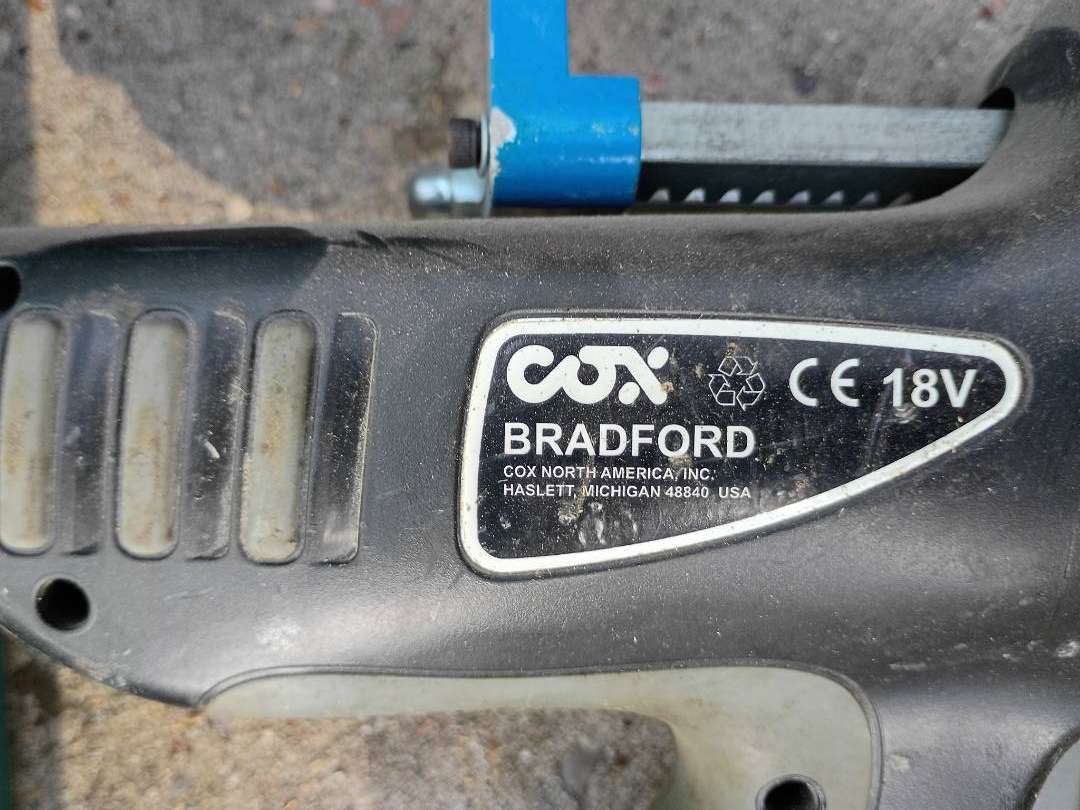 COX CE 18V
BRADFORD
COX NORTH AMERICA, INC.
HASLETT, MICHIGAN 48840 USA